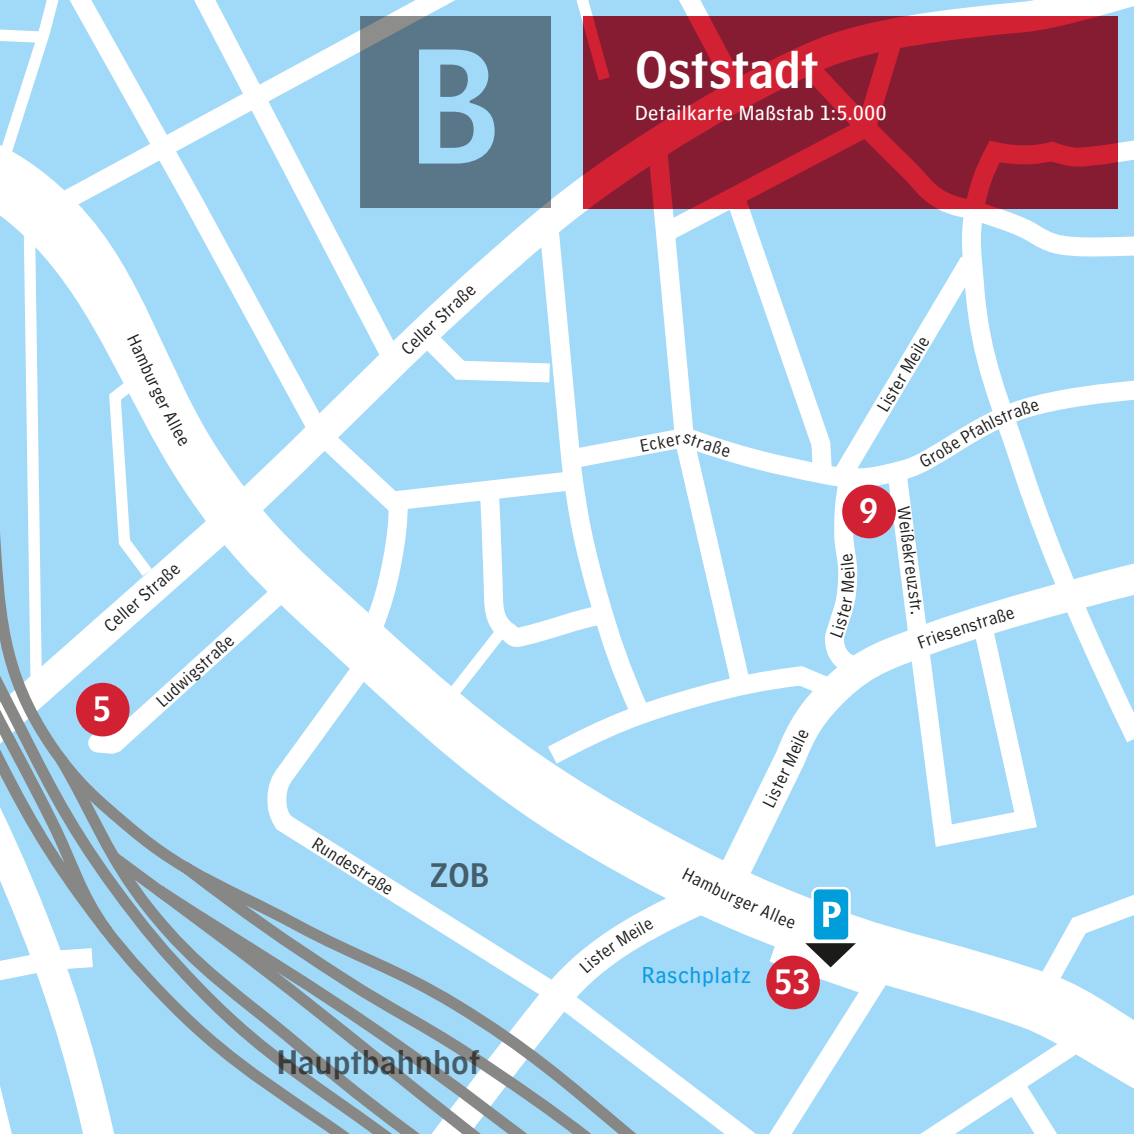 B
Oststadt
Detailkarte Maßstab 1:5.000
Celler Straße
Hamburger Allee
Lister Meile
Große Pfahlstraße
Eckerstraße
9
Weißekreuzstr.
Lister Meile
Celler Straße
Friesenstraße
Ludwigstraße
5
Lister Meile
Rundestraße
ZOB
Hamburger Allee
P
Lister Meile
Raschplatz
53
Hauptbahnhof